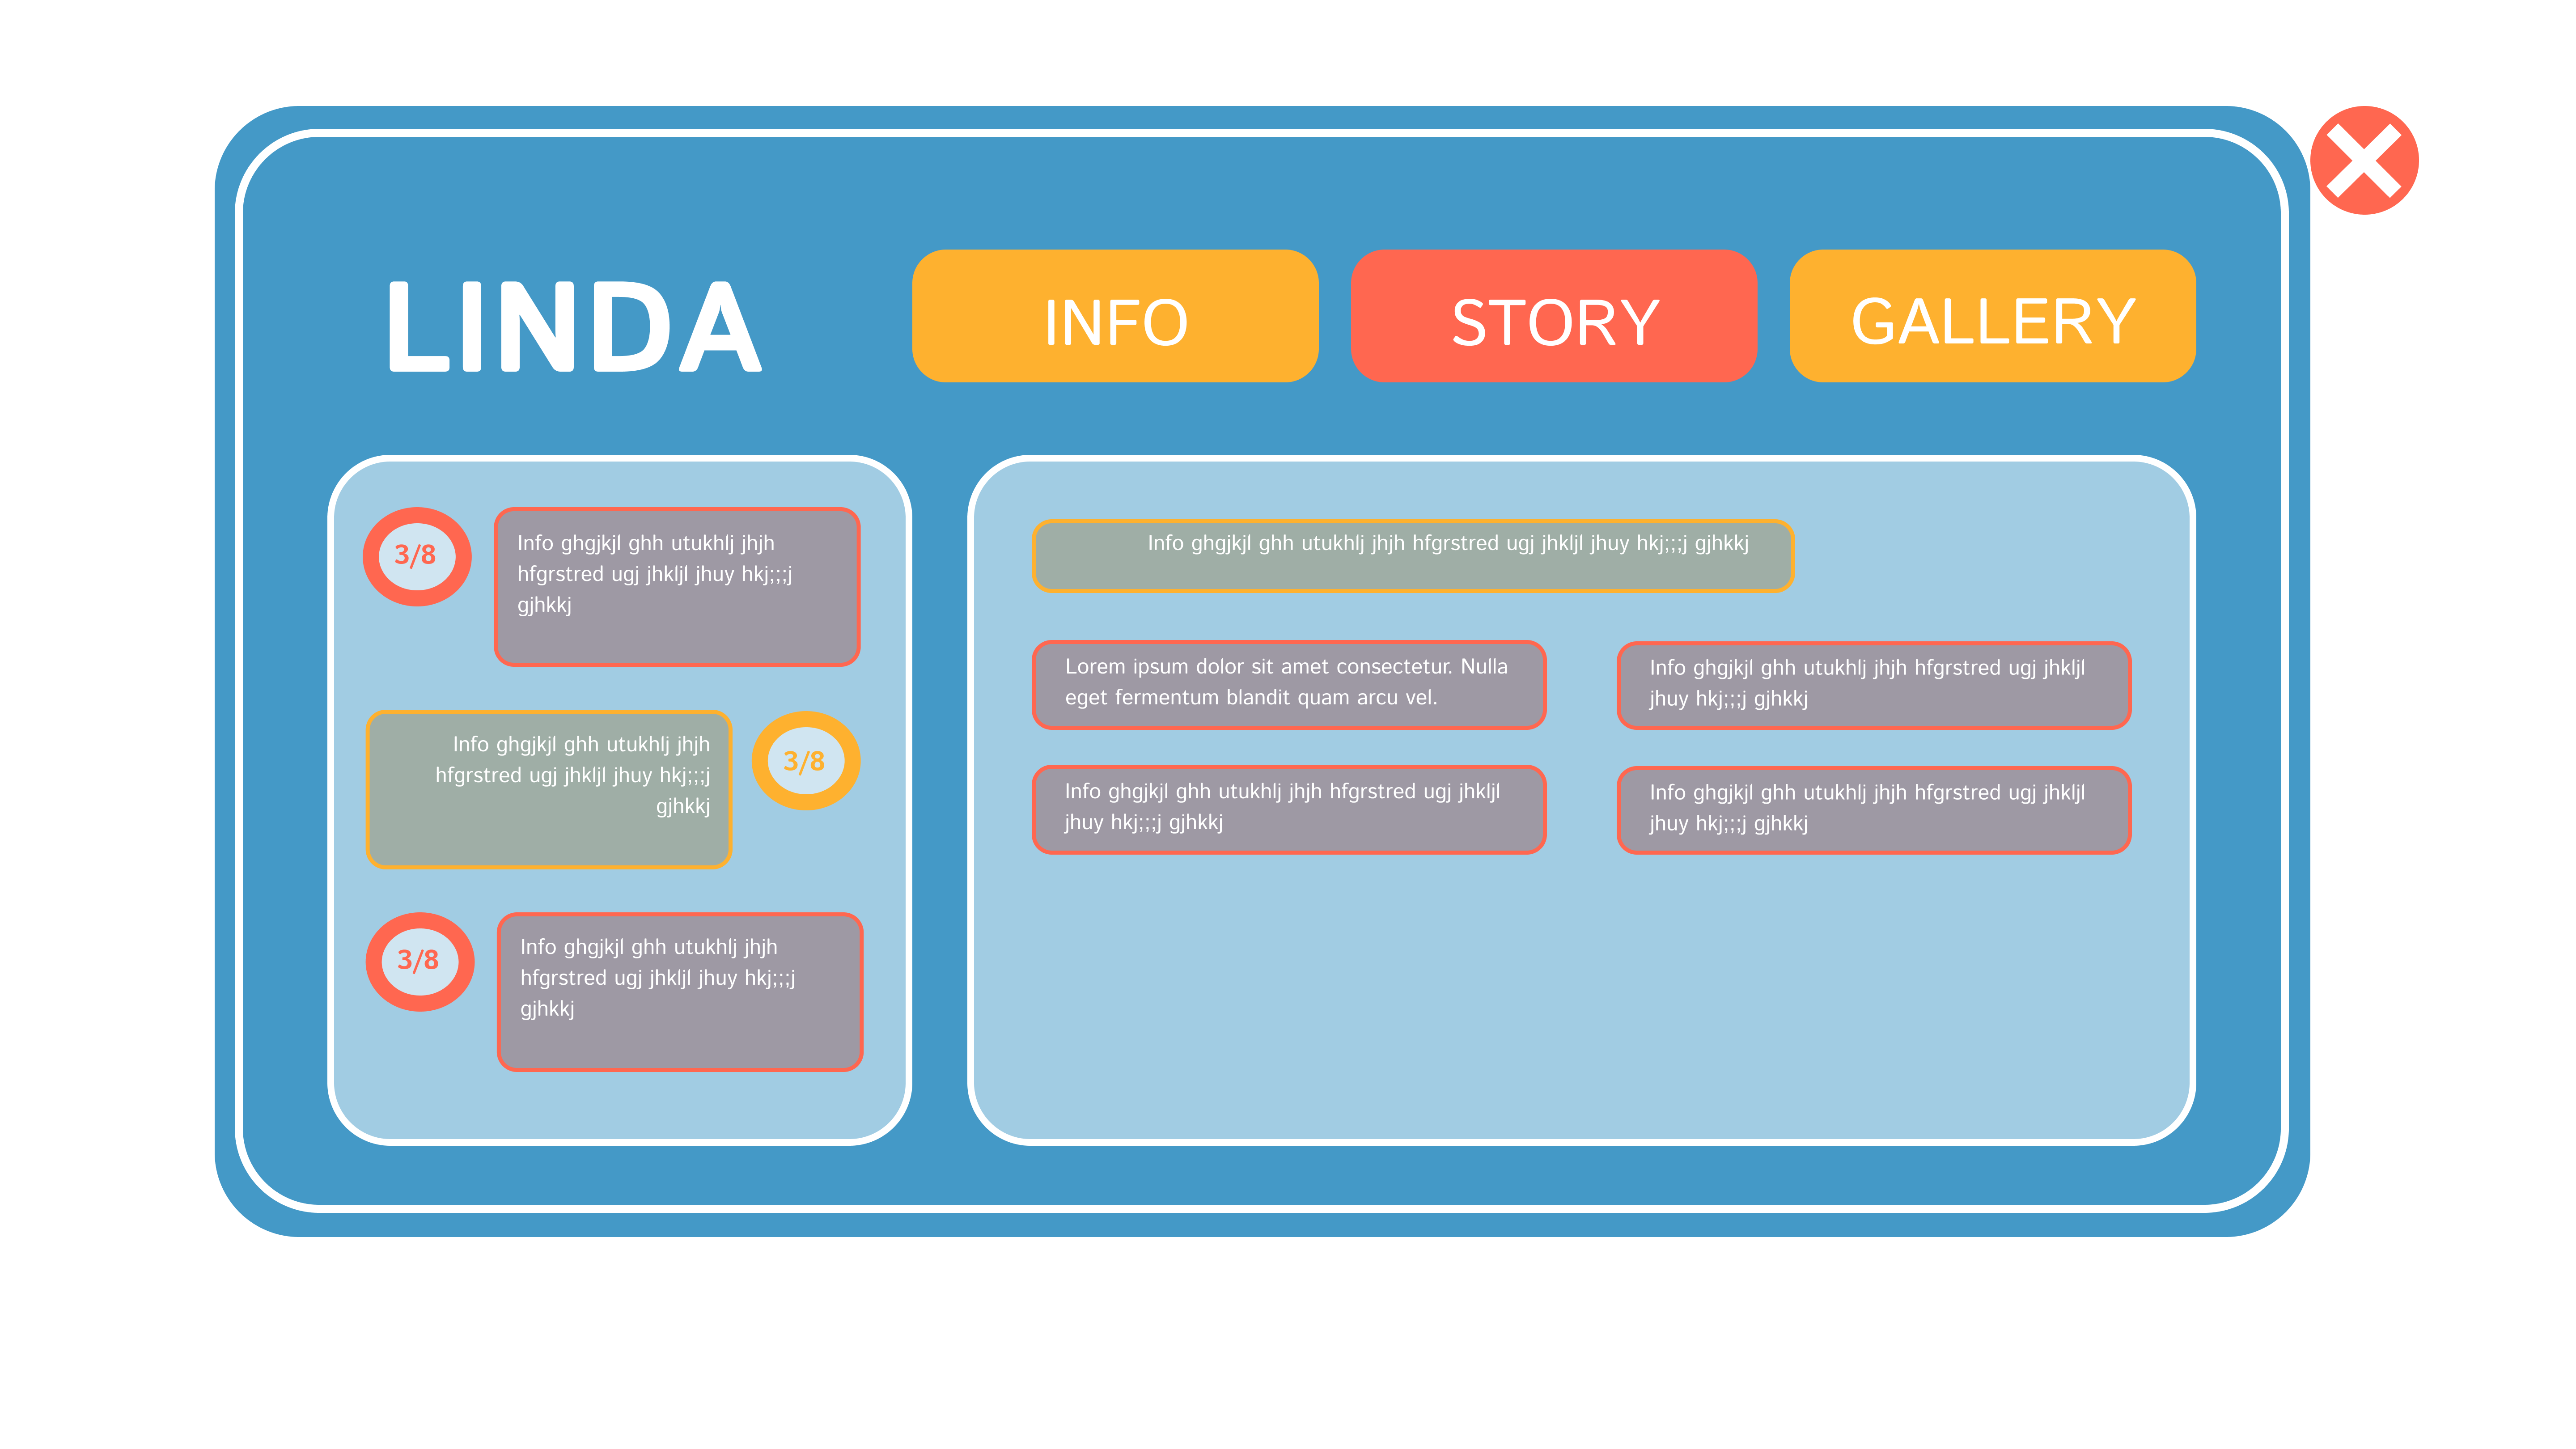 LINDA
INFO
STORY
GALLERY
3/8
Info ghgjkjl ghh utukhlj jhjh
hfgrstred ugj jhkljl jhuy hkj;;;j
gjhkkj
Info ghgjkjl ghh utukhlj jhjh
hfgrstred ugj jhkljl jhuy hkj;;;j
gjhkkj
3/8
3/8
Info ghgjkjl ghh utukhlj jhjh
hfgrstred ugj jhkljl jhuy hkj;;;j
gjhkkj
Info ghgjkjl ghh utukhlj jhjh hfgrstred ugj jhkljl jhuy hkj;;;j gjhkkj
Lorem ipsum dolor sit amet consectetur. Nulla
eget fermentum blandit quam arcu vel.
Info ghgjkjl ghh utukhlj jhjh hfgrstred ugj jhkljl
jhuy hkj;;;j gjhkkj
Info ghgjkjl ghh utukhlj jhjh hfgrstred ugj jhkljl
jhuy hkj;;;j gjhkkj
Info ghgjkjl ghh utukhlj jhjh hfgrstred ugj jhkljl
jhuy hkj;;;j gjhkkj